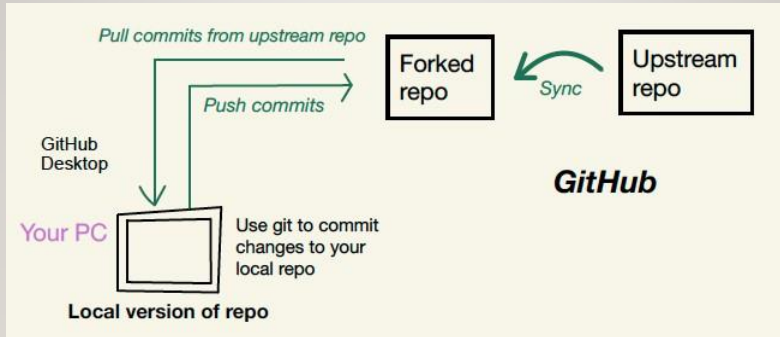 Pull commits from upstream repo
Forked
repo
Upstream
repo
Sync
Push commits
GitHub
Desktop
GitHub
Your PC
Use git to commit
changes to your
local repo
Local version of repo